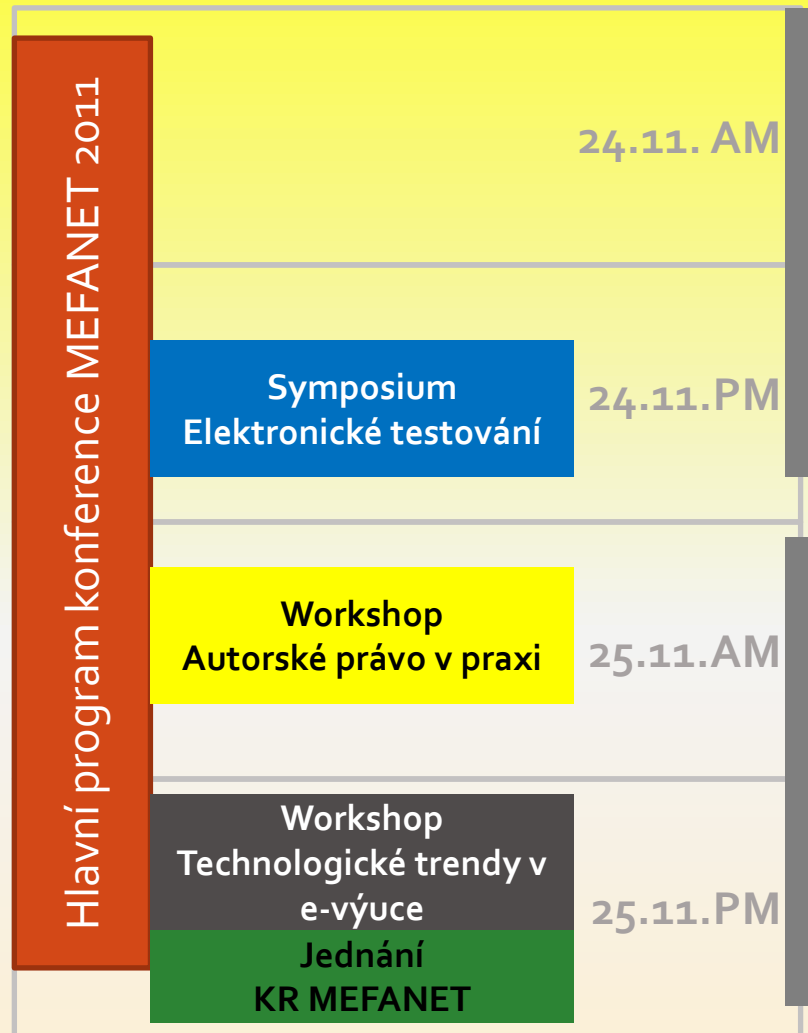 Hlavní program konference MEFANET 2011
24.11. AM
Symposium
Elektronické testování
24.11.PM
Workshop
Autorské právo v praxi
25.11.AM
Workshop
Technologické trendy v
e-výuce
25.11.PM
Jednání
KR MEFANET